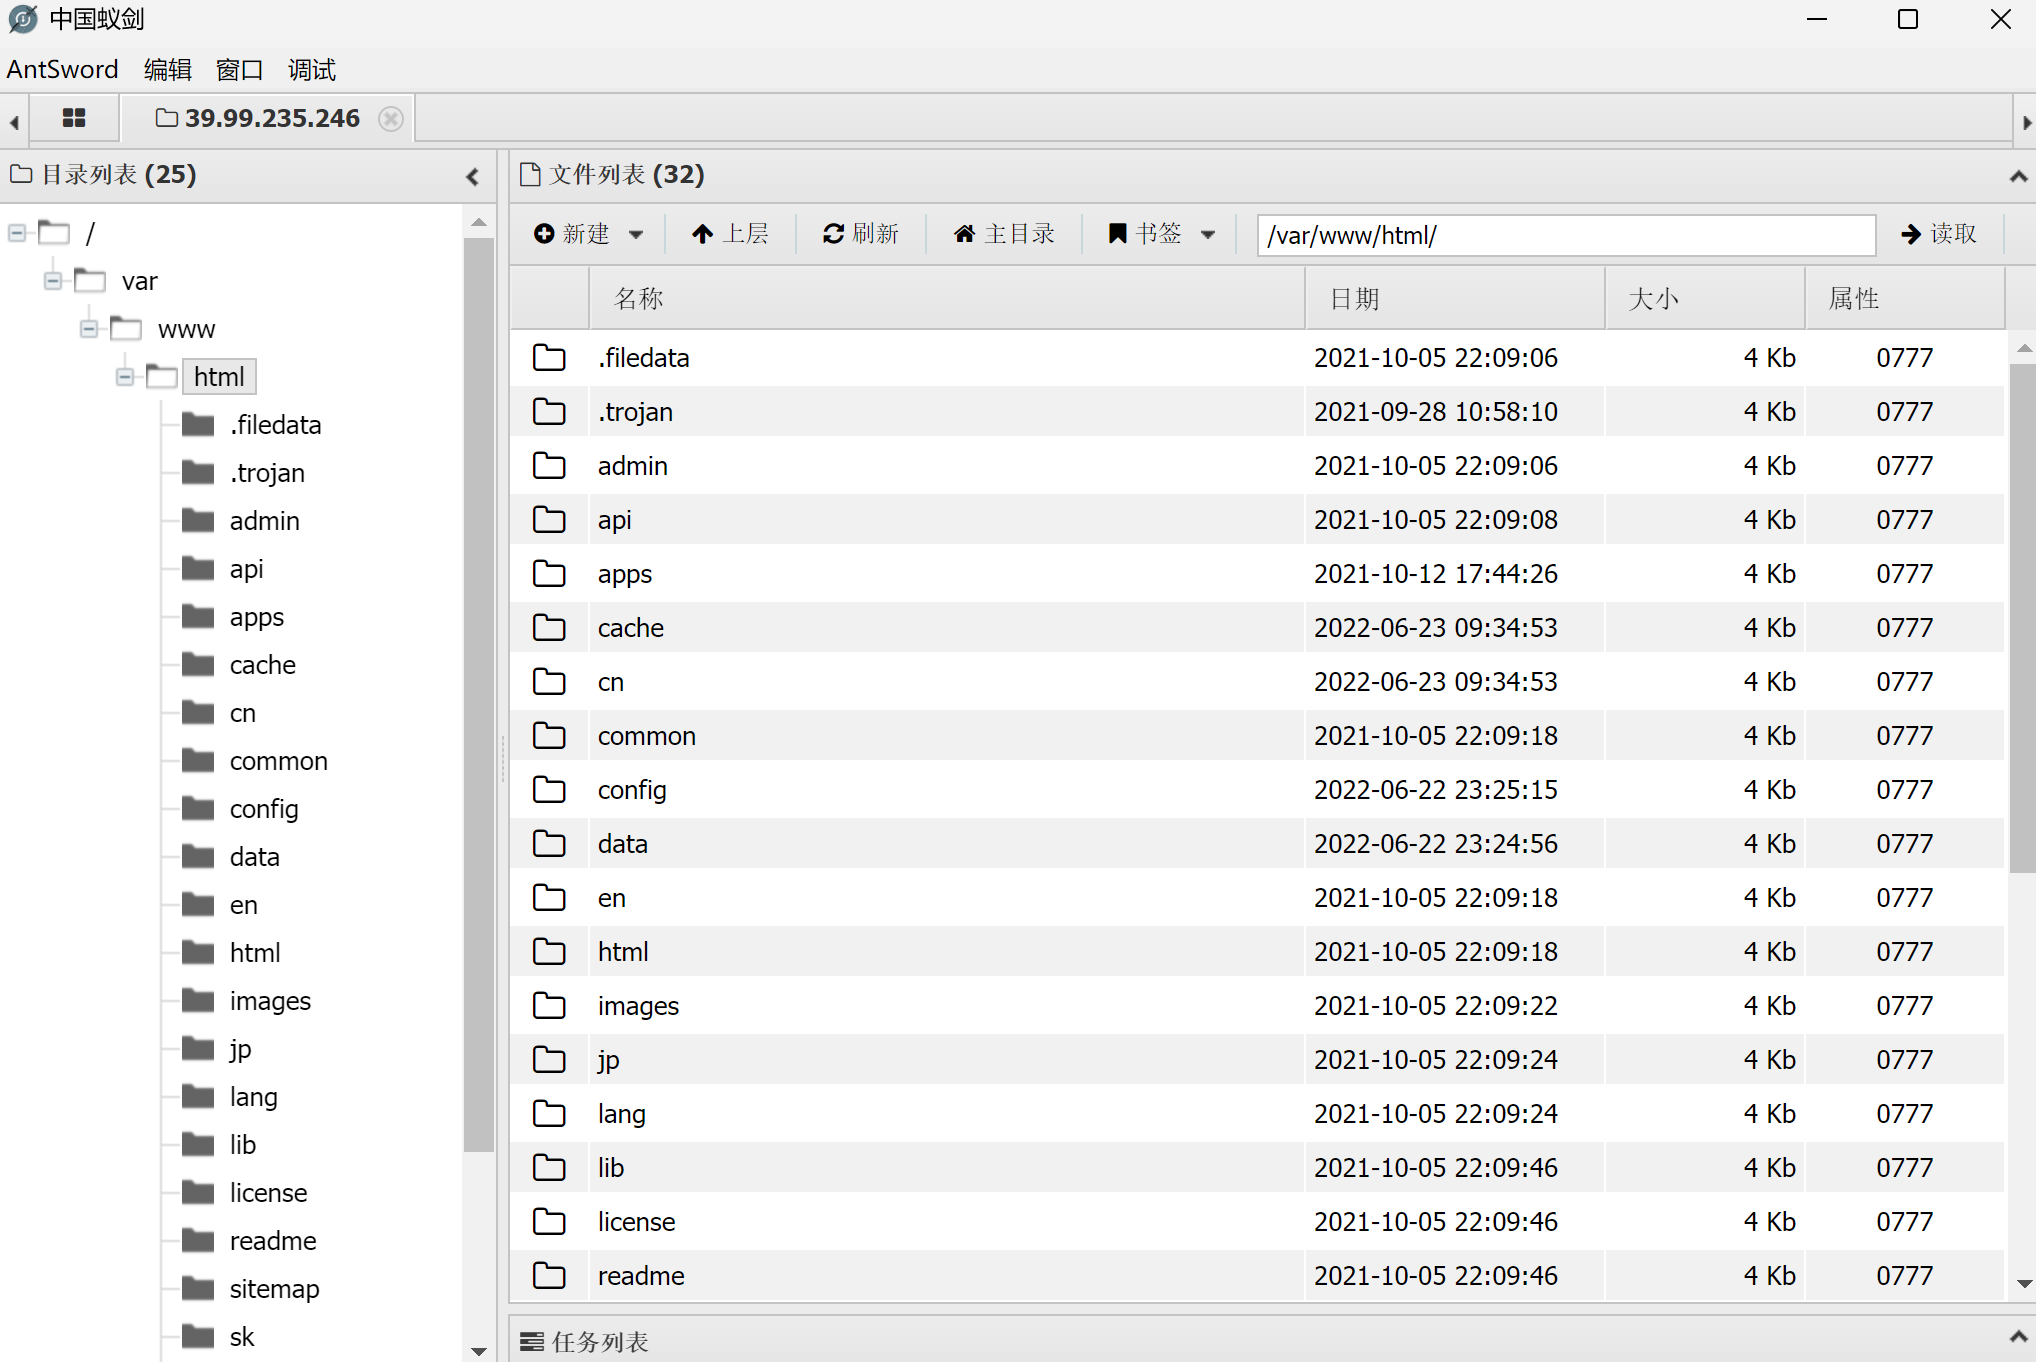 中国蚁剑
AntSword 编辑 窗口 调试
39.99.235.246
目录列表 (25)
/
var
www
html
.filedata
.trojan
admin
api
apps
cache
cn
common
config
data
en
html
images
jp
lang
lib
license
readme
sitemap
sk
文件列表 (32)
新建 上层 刷新 主目录 书签 /var/www/html/ 读取
名称 日期 大小 属性
.filedata 2021-10-05 22:09:06 4 Kb 0777
.trojan 2021-09-28 10:58:10 4 Kb 0777
admin 2021-10-05 22:09:06 4 Kb 0777
api 2021-10-05 22:09:08 4 Kb 0777
apps 2021-10-12 17:44:26 4 Kb 0777
cache 2022-06-23 09:34:53 4 Kb 0777
cn 2022-06-23 09:34:53 4 Kb 0777
common 2021-10-05 22:09:18 4 Kb 0777
config 2022-06-22 23:25:15 4 Kb 0777
data 2022-06-22 23:24:56 4 Kb 0777
en 2021-10-05 22:09:18 4 Kb 0777
html 2021-10-05 22:09:18 4 Kb 0777
images 2021-10-05 22:09:22 4 Kb 0777
jp 2021-10-05 22:09:24 4 Kb 0777
lang 2021-10-05 22:09:24 4 Kb 0777
lib 2021-10-05 22:09:46 4 Kb 0777
license 2021-10-05 22:09:46 4 Kb 0777
readme 2021-10-05 22:09:46 4 Kb 0777
任务列表